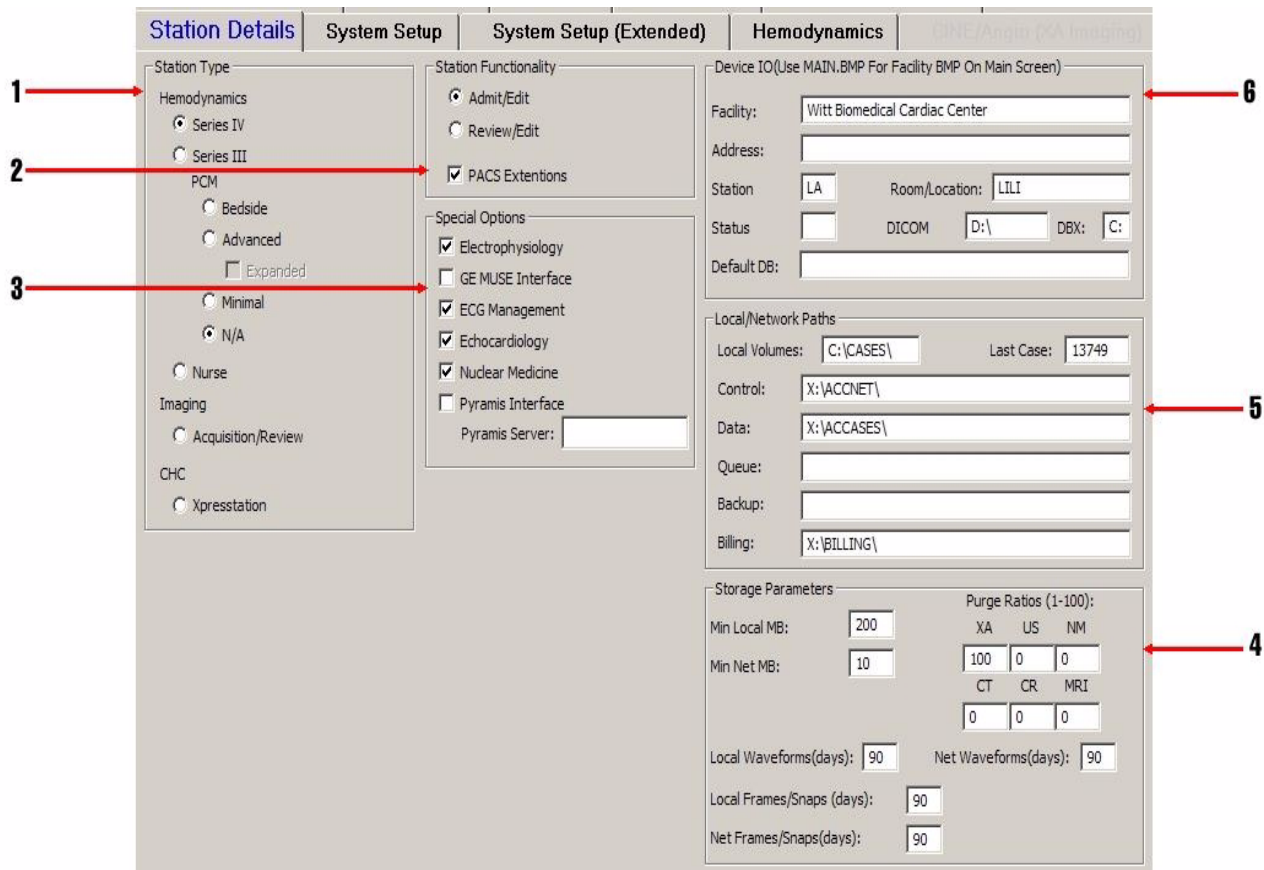 Station Details
System Setup
System Setup (Extended)
Hemodynamics
CINE/Angio (XA Imaging)
1
Station Type
Hemodynamics
Series IV
Series III
PCM
Bedside
Advanced
Expanded
Minimal
N/A
Nurse
Imaging
Acquisition/Review
CHC
Xpresstation
2
Station Functionality
Admit/Edit
Review/Edit
PACS Extentions
3
Special Options
Electrophysiology
GE MUSE Interface
ECG Management
Echocardiology
Nuclear Medicine
Pyramis Interface
Pyramis Server:
6
Device IO(Use MAIN.BMP For Facility BMP On Main Screen)
Facility: Witt Biomedical Cardiac Center
Address:
Station LA Room/Location: LILI
Status DICOM D:\ DBX: C:
Default DB:
5
Local/Network Paths
Local Volumes: C:\CASES\ Last Case: 13749
Control: X:\ACCNET\
Data: X:\ACCASES\
Queue:
Backup:
Billing: X:\BILLING\
4
Storage Parameters
Purge Ratios (1-100):
Min Local MB: 200
XA US NM
Min Net MB: 10
100 0 0
CT CR MRI
0 0 0
Local Waveforms(days): 90 Net Waveforms(days): 90
Local Frames/Snaps (days): 90
Net Frames/Snaps(days): 90